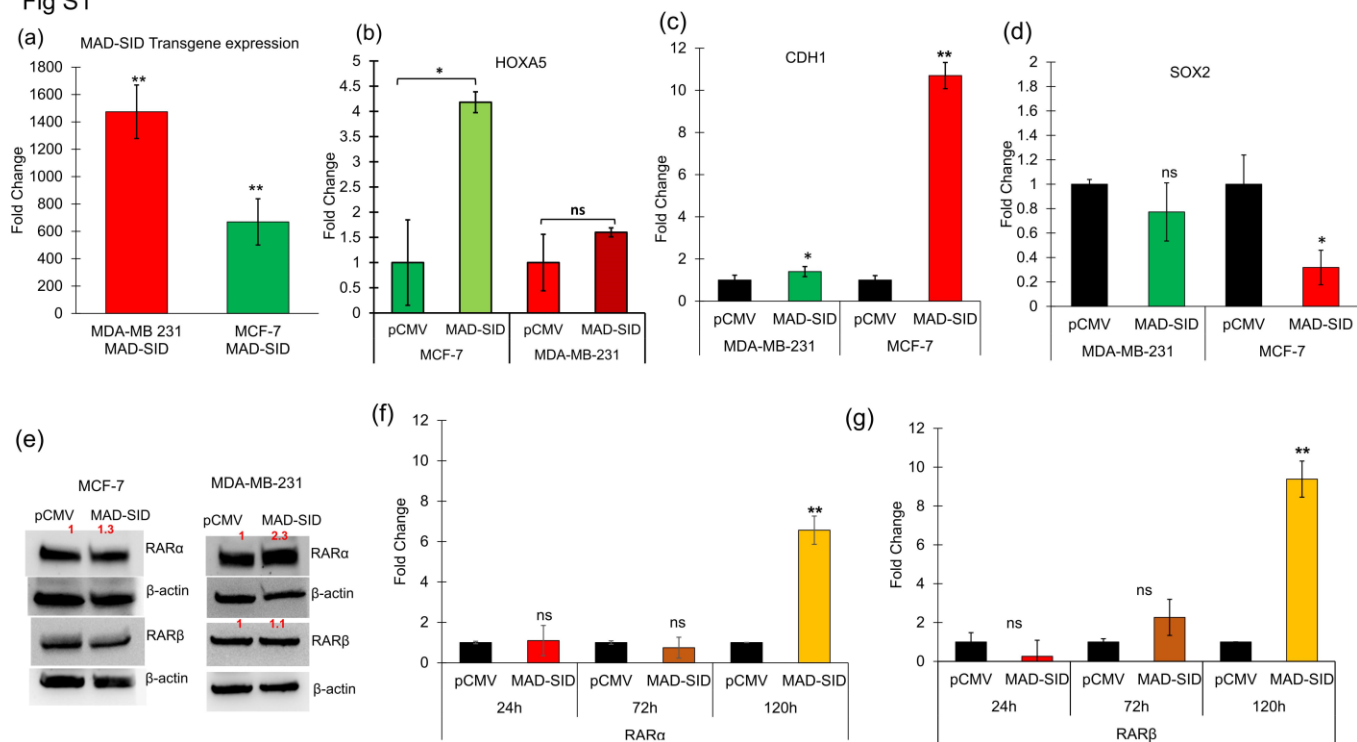 Fig S1
(a)
MAD-SID Transgene expression
Fold Change
1800
1600
1400
1200
1000
800
600
400
200
0
**
**
MDA-MB 231
MAD-SID
MCF-7
MAD-SID
(b)
HOXA5
Fold Change
5
4.5
4
3.5
3
2.5
2
1.5
1
0.5
0
*
ns
pCMV MAD-SID pCMV MAD-SID
MCF-7 MDA-MB-231
(c)
CDH1
Fold Change
12
10
8
6
4
2
0
*
**
pCMV MAD-SID pCMV MAD-SID
MDA-MB-231 MCF-7
(d)
SOX2
Fold Change
2
1.8
1.6
1.4
1.2
1
0.8
0.6
0.4
0.2
0
ns
*
pCMV MAD-SID pCMV MAD-SID
MDA-MB-231 MCF-7
(e)
MCF-7
pCMV MAD-SID
1 1.3
RARα
β-actin
RARβ
β-actin
MDA-MB-231
pCMV MAD-SID
1 2.3
RARα
β-actin
1 1.1
RARβ
β-actin
(f)
Fold Change
12
10
8
6
4
2
0
ns
ns
**
pCMV MAD-SID pCMV MAD-SID pCMV MAD-SID
24h 72h 120h
RARα
(g)
Fold Change
12
10
8
6
4
2
0
ns
ns
**
pCMV MAD-SID pCMV MAD-SID pCMV MAD-SID
24h 72h 120h
RARβ